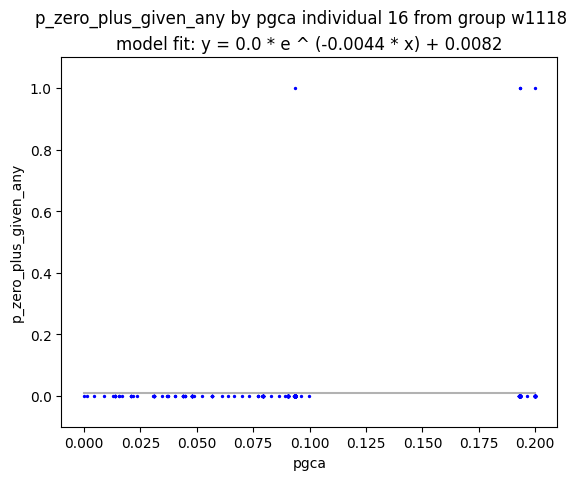 p_zero_plus_given_any by pgca individual 16 from group w1118
model fit: y = 0.0 * e ^ (-0.0044 * x) + 0.0082
1.0
0.8
0.6
0.4
0.2
0.0
p_zero_plus_given_any
0.000 0.025 0.050 0.075 0.100 0.125 0.150 0.175 0.200
pgca